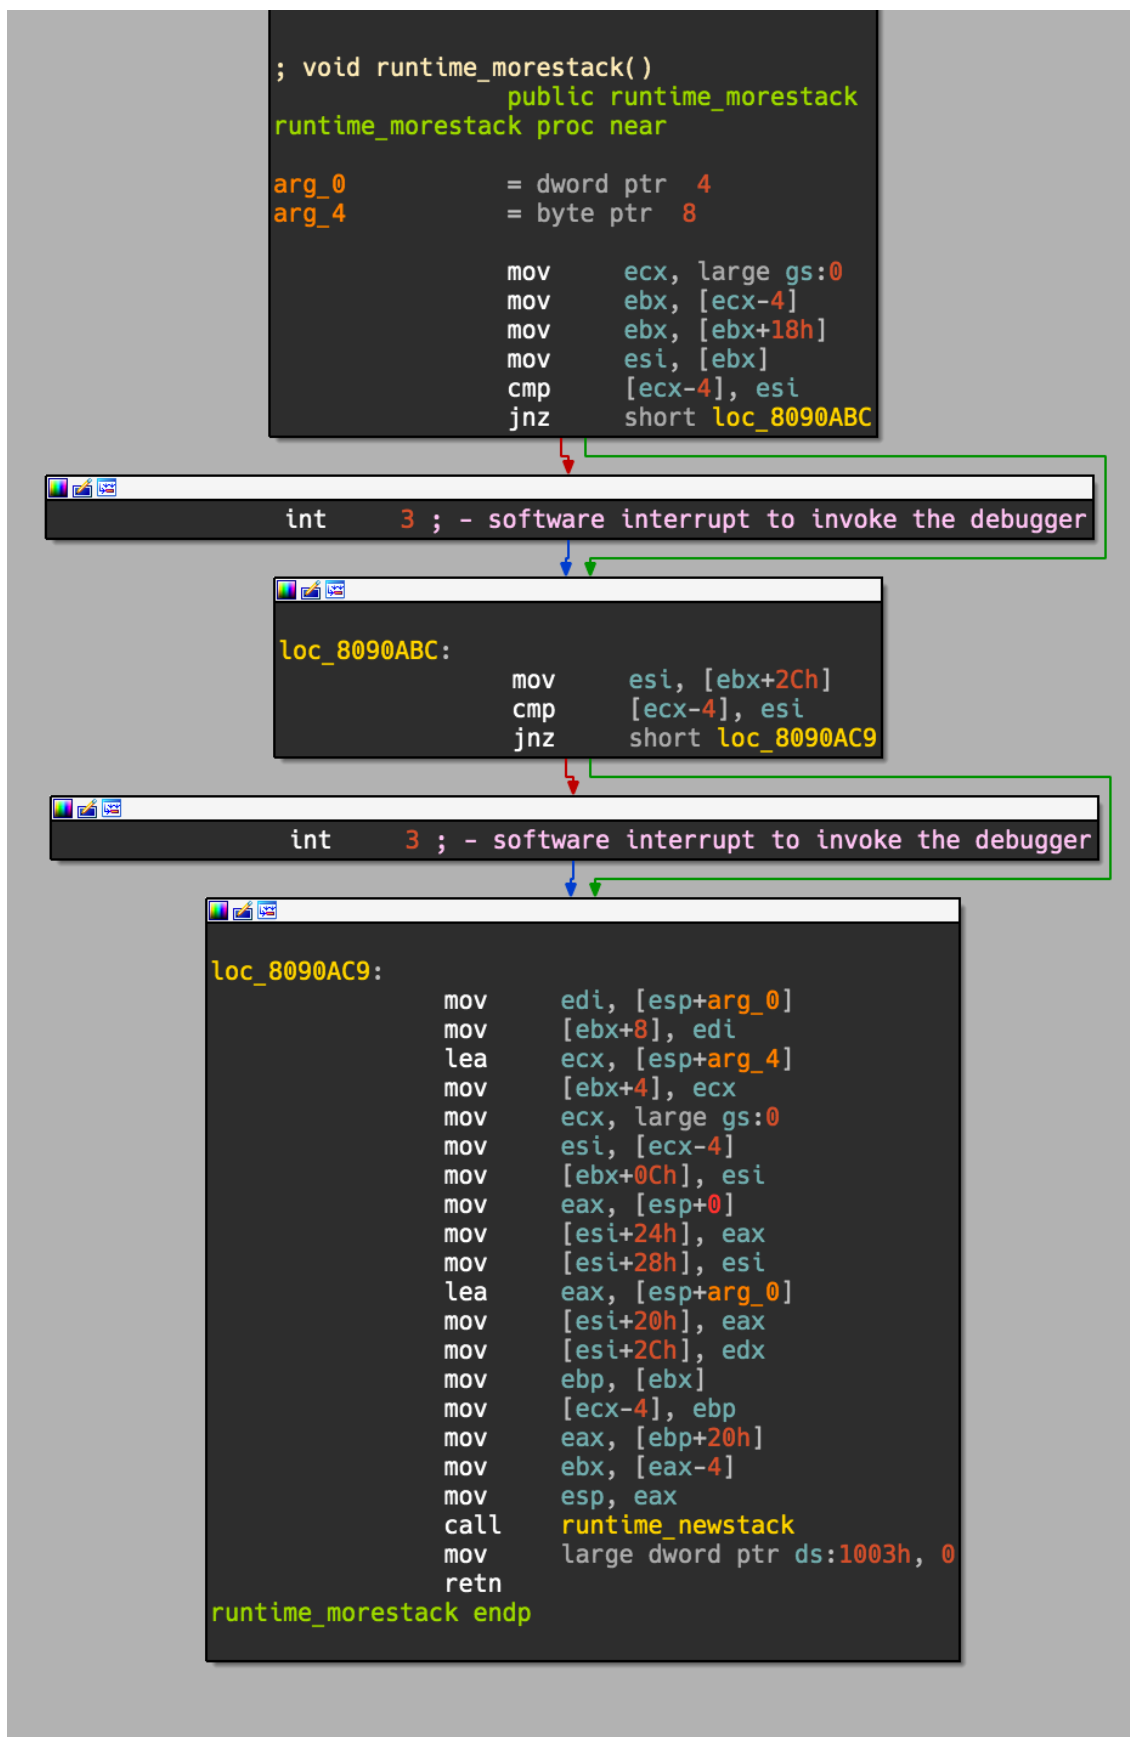 ; void runtime_morestack()
public runtime_morestack
runtime_morestack proc near
arg_0 = dword ptr 4
arg_4 = byte ptr 8
mov ecx, large gs:0
mov ebx, [ecx-4]
mov ebx, [ebx+18h]
mov esi, [ebx]
cmp [ecx-4], esi
jnz short loc_8090ABC
int 3 ; - software interrupt to invoke the debugger
loc_8090ABC:
mov esi, [ebx+2Ch]
cmp [ecx-4], esi
jnz short loc_8090AC9
int 3 ; - software interrupt to invoke the debugger
loc_8090AC9:
mov edi, [esp+arg_0]
mov [ebx+8], edi
lea ecx, [esp+arg_4]
mov [ebx+4], ecx
mov ecx, large gs:0
mov esi, [ecx-4]
mov [ebx+0Ch], esi
mov eax, [esp+0]
mov [esi+24h], eax
mov [esi+28h], esi
lea eax, [esp+arg_0]
mov [esi+20h], eax
mov [esi+2Ch], edx
mov ebp, [ebx]
mov [ecx-4], ebp
mov eax, [ebp+20h]
mov ebx, [eax-4]
mov esp, eax
call runtime_newstack
mov large dword ptr ds:1003h, 0
retn
runtime_morestack endp